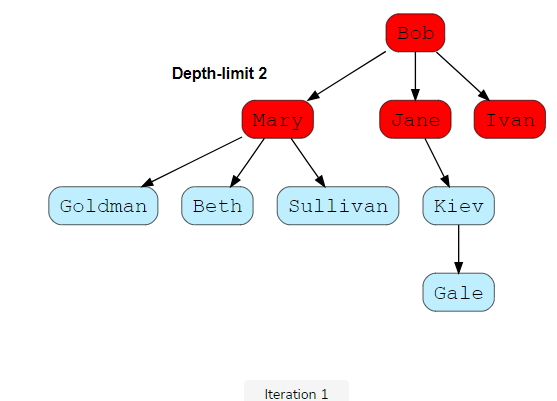 Bob
Depth-limit 2
Mary
Jane
Ivan
Goldman
Beth
Sullivan
Kiev
Gale
Iteration 1